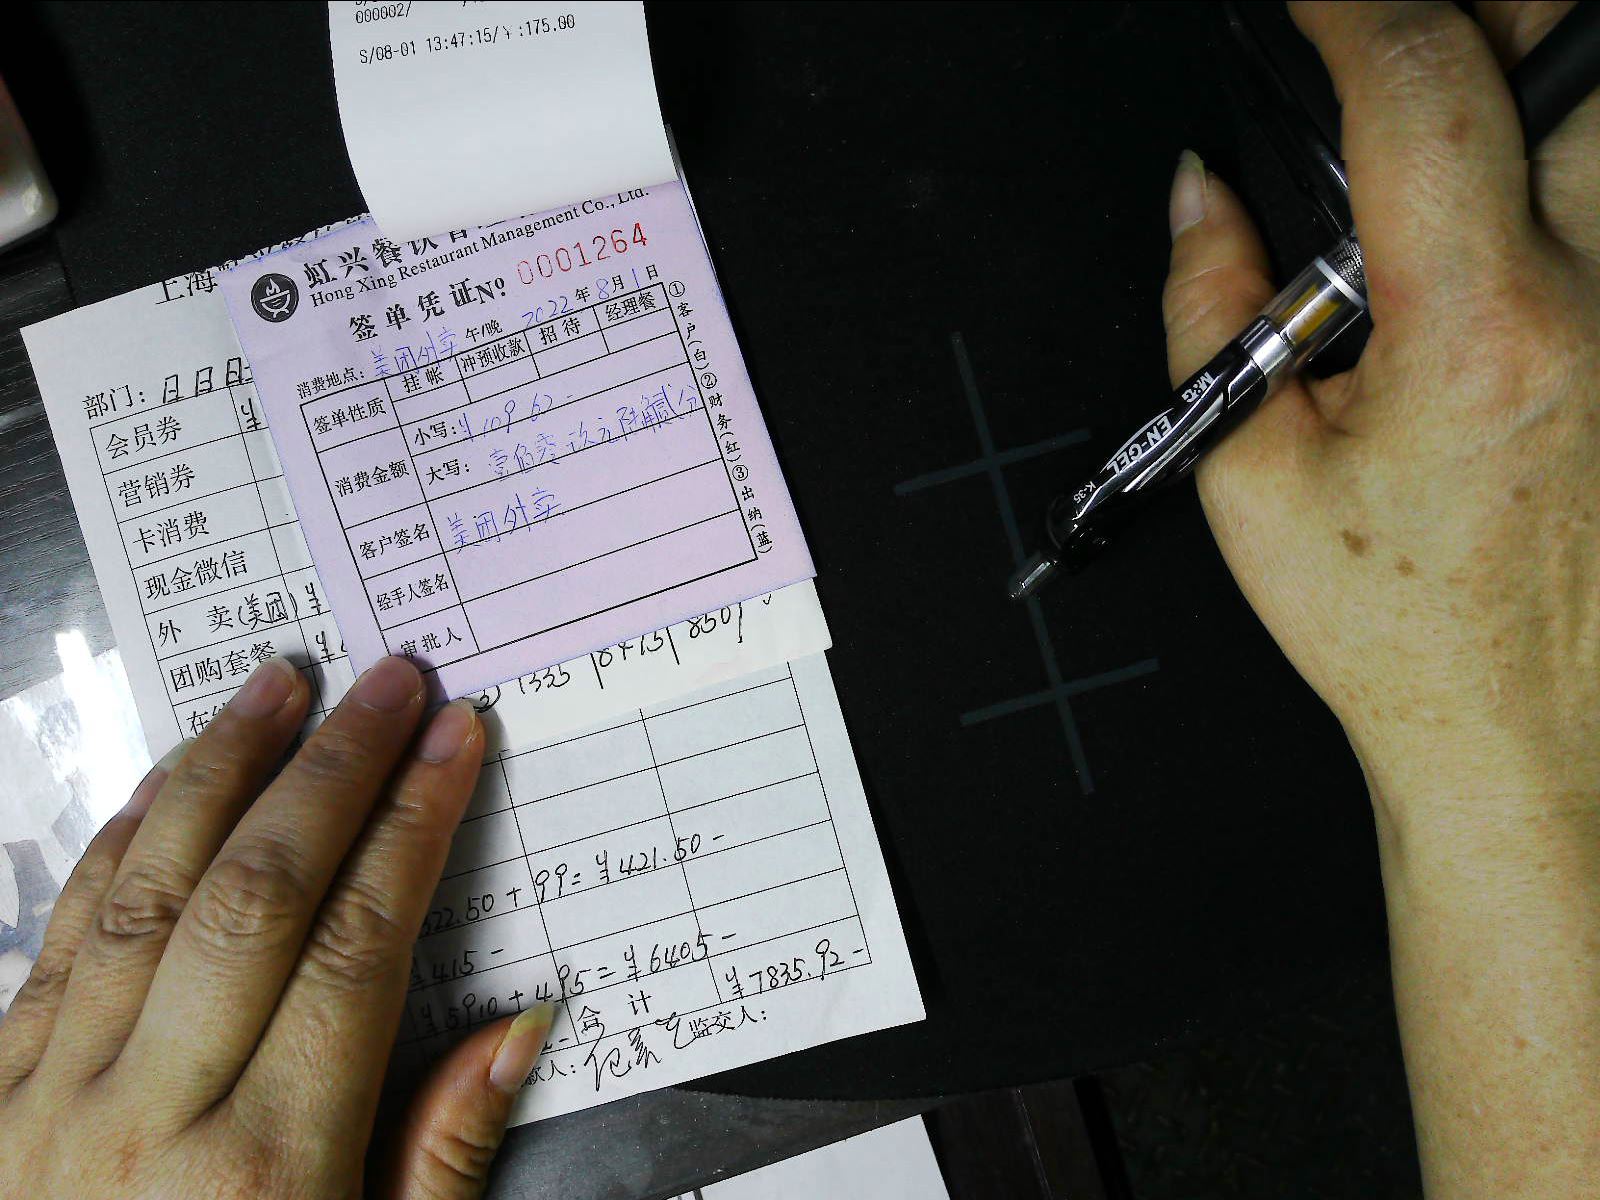 000002/
S/08-01 13:47:15/¥:175.00
上海
虹兴餐饮管
Hong Xing Restaurant Management Co., Ltd.
签单凭证Nº 0001264
消费地点: 美团外卖 午/晚 2022年8月1日
签单性质 挂帐 冲预收款 招待 经理餐
消费金额 小写: ¥109.62-
大写: 壹佰零玖元陆角贰分
客户签名 美团外卖
经手人签名
审批人
①客户(白)②财务(红)③出纳(蓝)
部门: 日日日
会员券 ¥
营销券
卡消费
现金微信
外 卖(美团) ¥
团购套餐 ¥
1335 8475 850
322.50+99=¥421.50-
¥415-
¥5910+495=¥6405-
合 计 ¥7835.92-
款人: 监交人:
M&G
EN-GEL
K-35